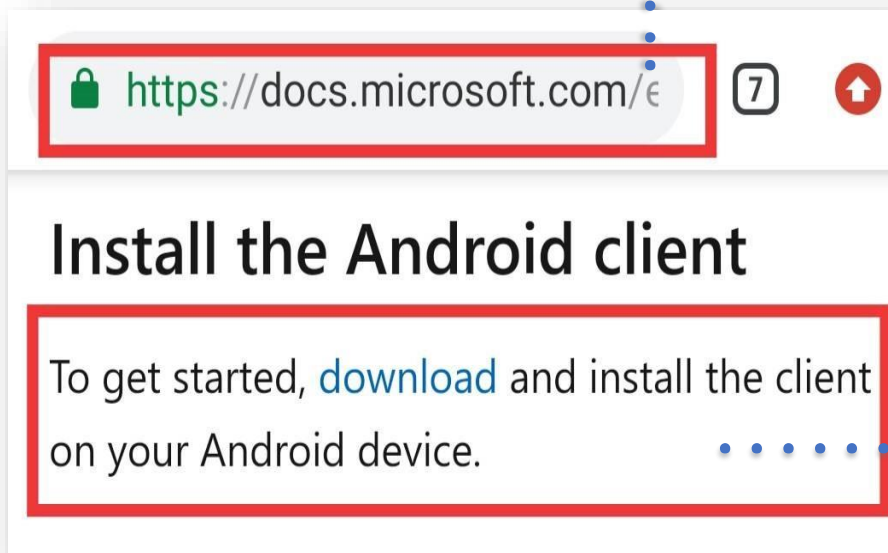 https://docs.microsoft.com/e
7
Install the Android client
To get started, download and install the client
on your Android device.